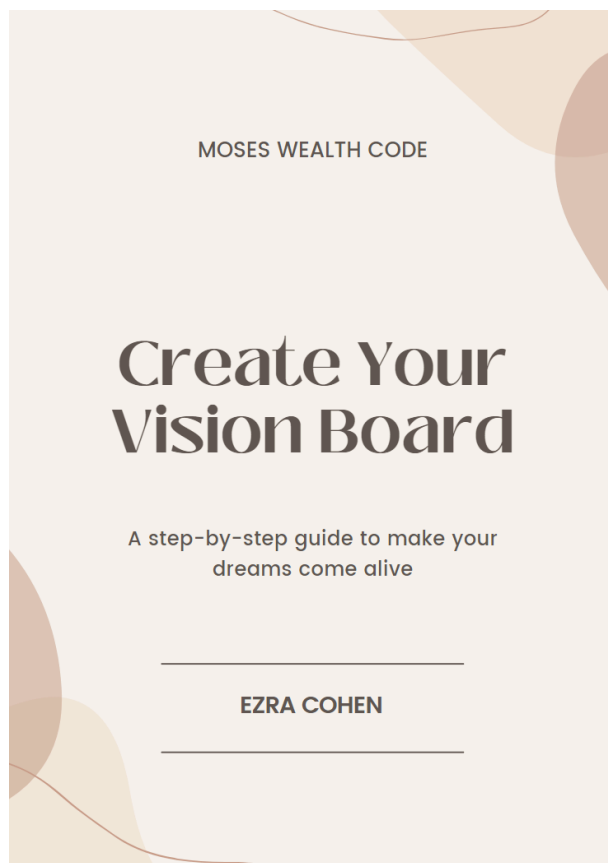 MOSES WEALTH CODE
Create Your
Vision Board
A step-by-step guide to make your
dreams come alive
EZRA COHEN